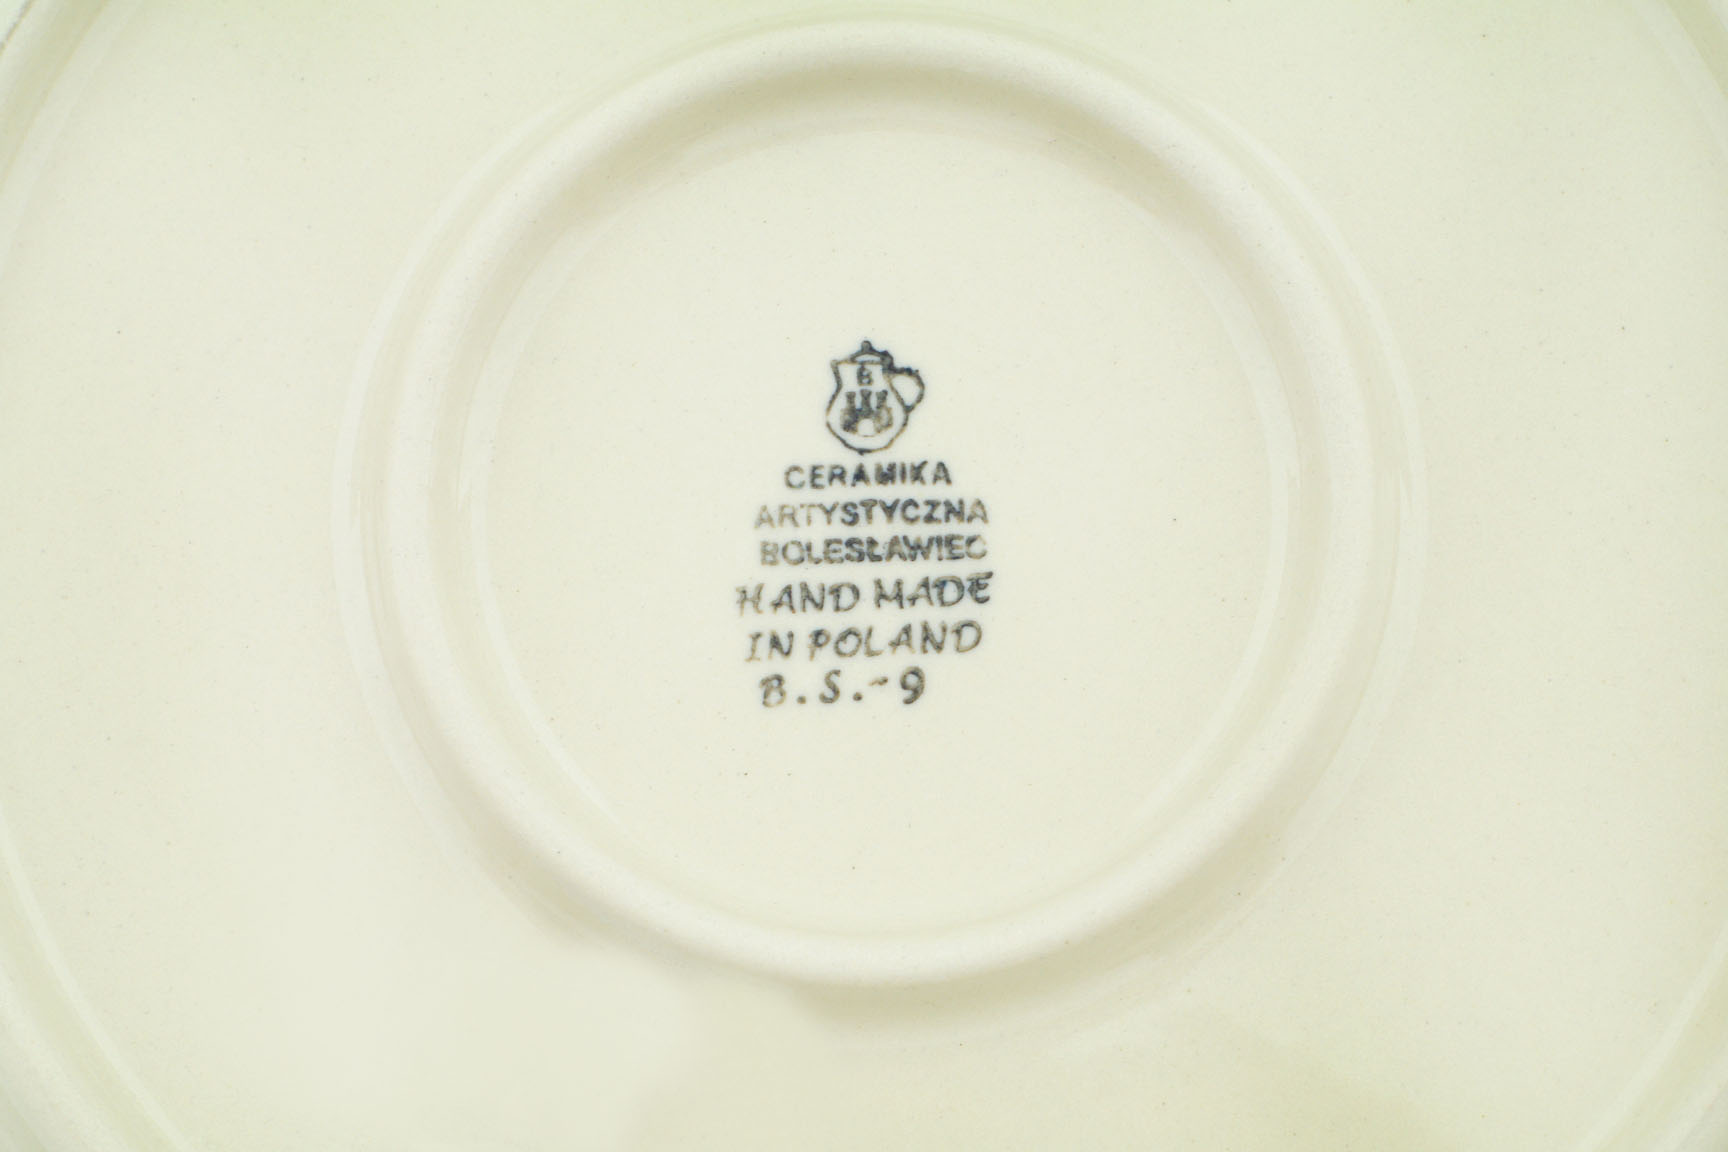 B
CERAMIKA
ARTYSTYCZNA
BOLESŁAWIEC
HAND MADE
IN POLAND
B.S.-9